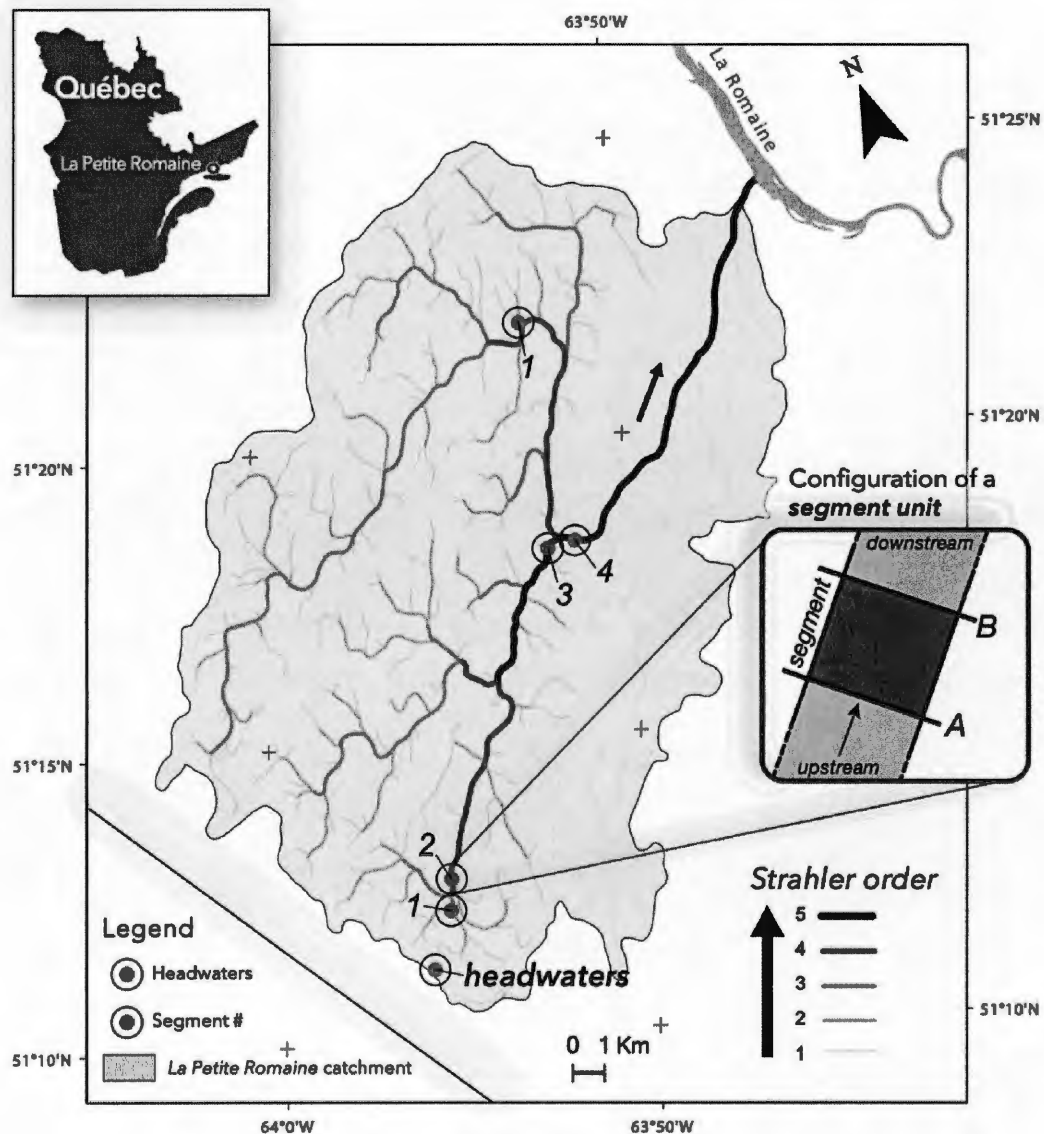 63°50'W
Québec
La Petite Romaine
La Romaine
N
51°25'N
1
51°20'N
51°20'N
Configuration of a
segment unit
downstream
segment
B
A
upstream
3
4
51°15'N
51°15'N
2
1
headwaters
Strahler order
5
4
3
2
1
Legend
Headwaters
Segment #
La Petite Romaine catchment
0 1 Km
51°10'N
51°10'N
64°0'W
63°50'W